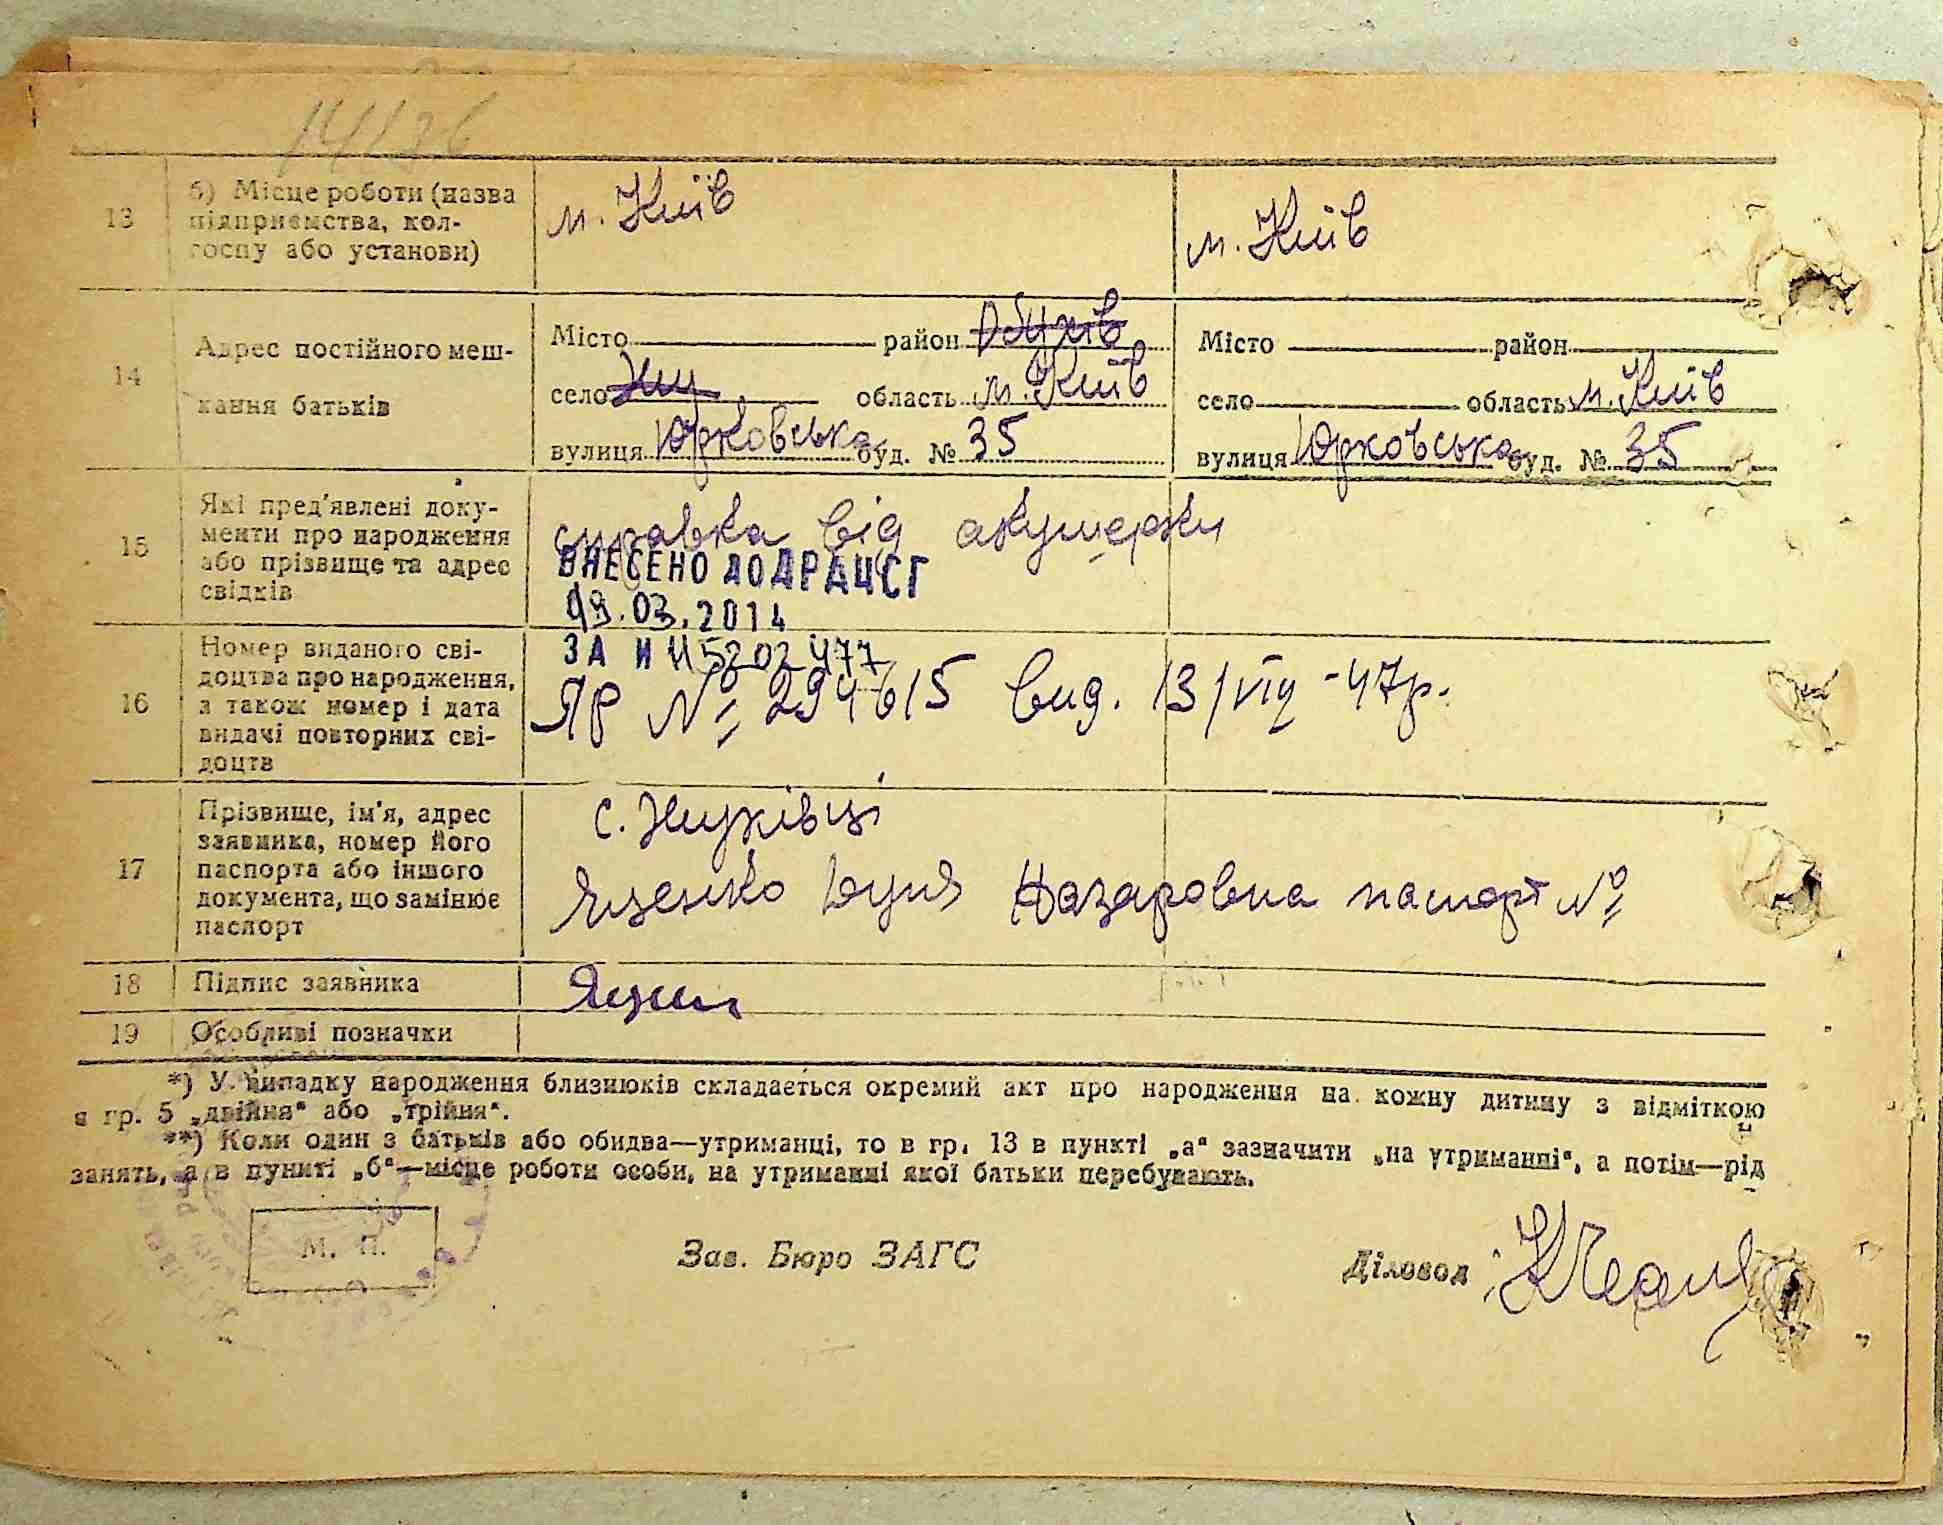 14126
13
б) Місце роботи (назва
підприємства, кол-
госпу або установи)
м. Київ
м. Київ
14
Адрес постійного меш-
кання батьків
Місто район Обухів
село Жу область м. Київ
вулиця Юрковська буд. № 35
Місто район
село область м. Київ
вулиця Юрковська буд. № 35
15
Які пред'явлені доку-
менти про народження
або прізвище та адрес
свідків
справка від акушерки
ВНЕСЕНО ДО ДРАЦСГ
19.03.2014
ЗА № 115202477
16
Номер виданого сві-
доцтва про народження,
а також номер і дата
видачі повторних сві-
доцтв
ЯР № 294615 вид. 13/VIII-47р.
17
Прізвище, ім'я, адрес
заявника, номер його
паспорта або іншого
документа, що замінює
паспорт
с. Жуківці
Яценко Назаровна паспорт №
18
Підпис заявника
Яценк
19
Особливі позначки
*) У випадку народження близнюків складається окремий акт про народження на кожну дитину з відміткою
в гр. 5 „двійня“ або „трійня“.
**) Коли один з батьків або обидва—утриманці, то в гр. 13 в пункті „а“ зазначити „на утриманні“, а потім—рід
занять, а в пункті „б“—місце роботи особи, на утриманні якої батьки перебувають.
М. П.
Зав. Бюро ЗАГС
Діловод